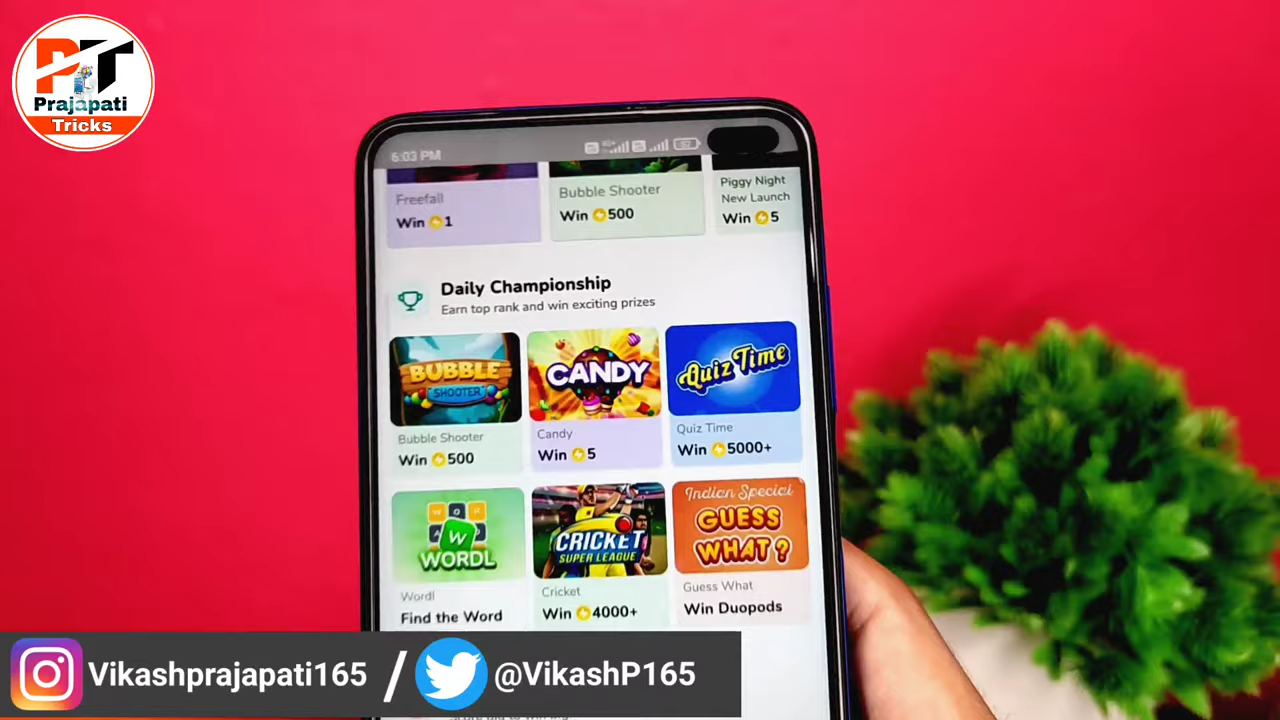 PT
Prajapati
Tricks
6:03 PM
Freefall
Win 1
Bubble Shooter
Win 500
Piggy Night
New Launch
Win 5
Daily Championship
Earn top rank and win exciting prizes
BUBBLE
SHOOTER
Bubble Shooter
Win 500
CANDY
Candy
Win 5
Quiz Time
Quiz Time
Win 5000+
WORDL
Wordl
Find the Word
CRICKET
SUPER LEAGUE
Cricket
Win 4000+
Indian Special
GUESS
WHAT?
Guess What
Win Duopods
Vikashprajapati165 / @VikashP165